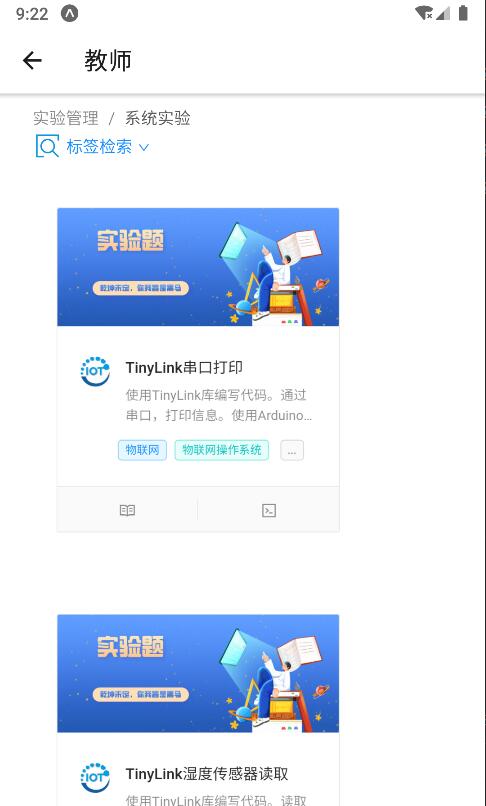 9:22
教师
实验管理 / 系统实验
标签检索
实验题
乾坤未定，你我皆是黑马
IOT
TinyLink串口打印
使用TinyLink库编写代码。通过
串口，打印信息。使用Arduino...
物联网 物联网操作系统 ...
实验题
乾坤未定，你我皆是黑马
IOT
TinyLink湿度传感器读取
使用TinyLink库编写代码。读取